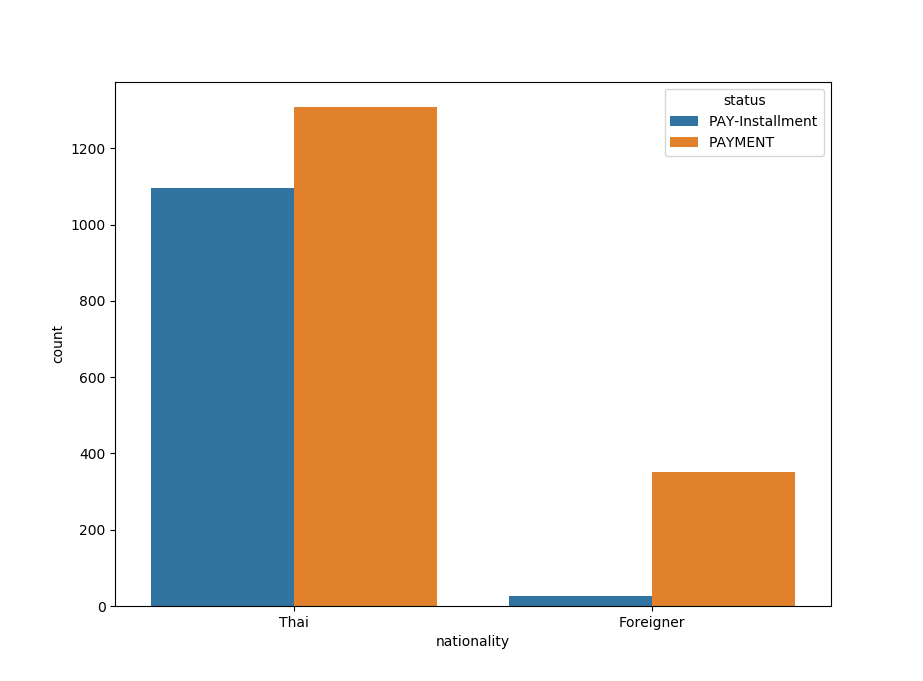 status
PAY-Installment
PAYMENT
1200
1000
800
600
400
200
0
count
Thai
Foreigner
nationality